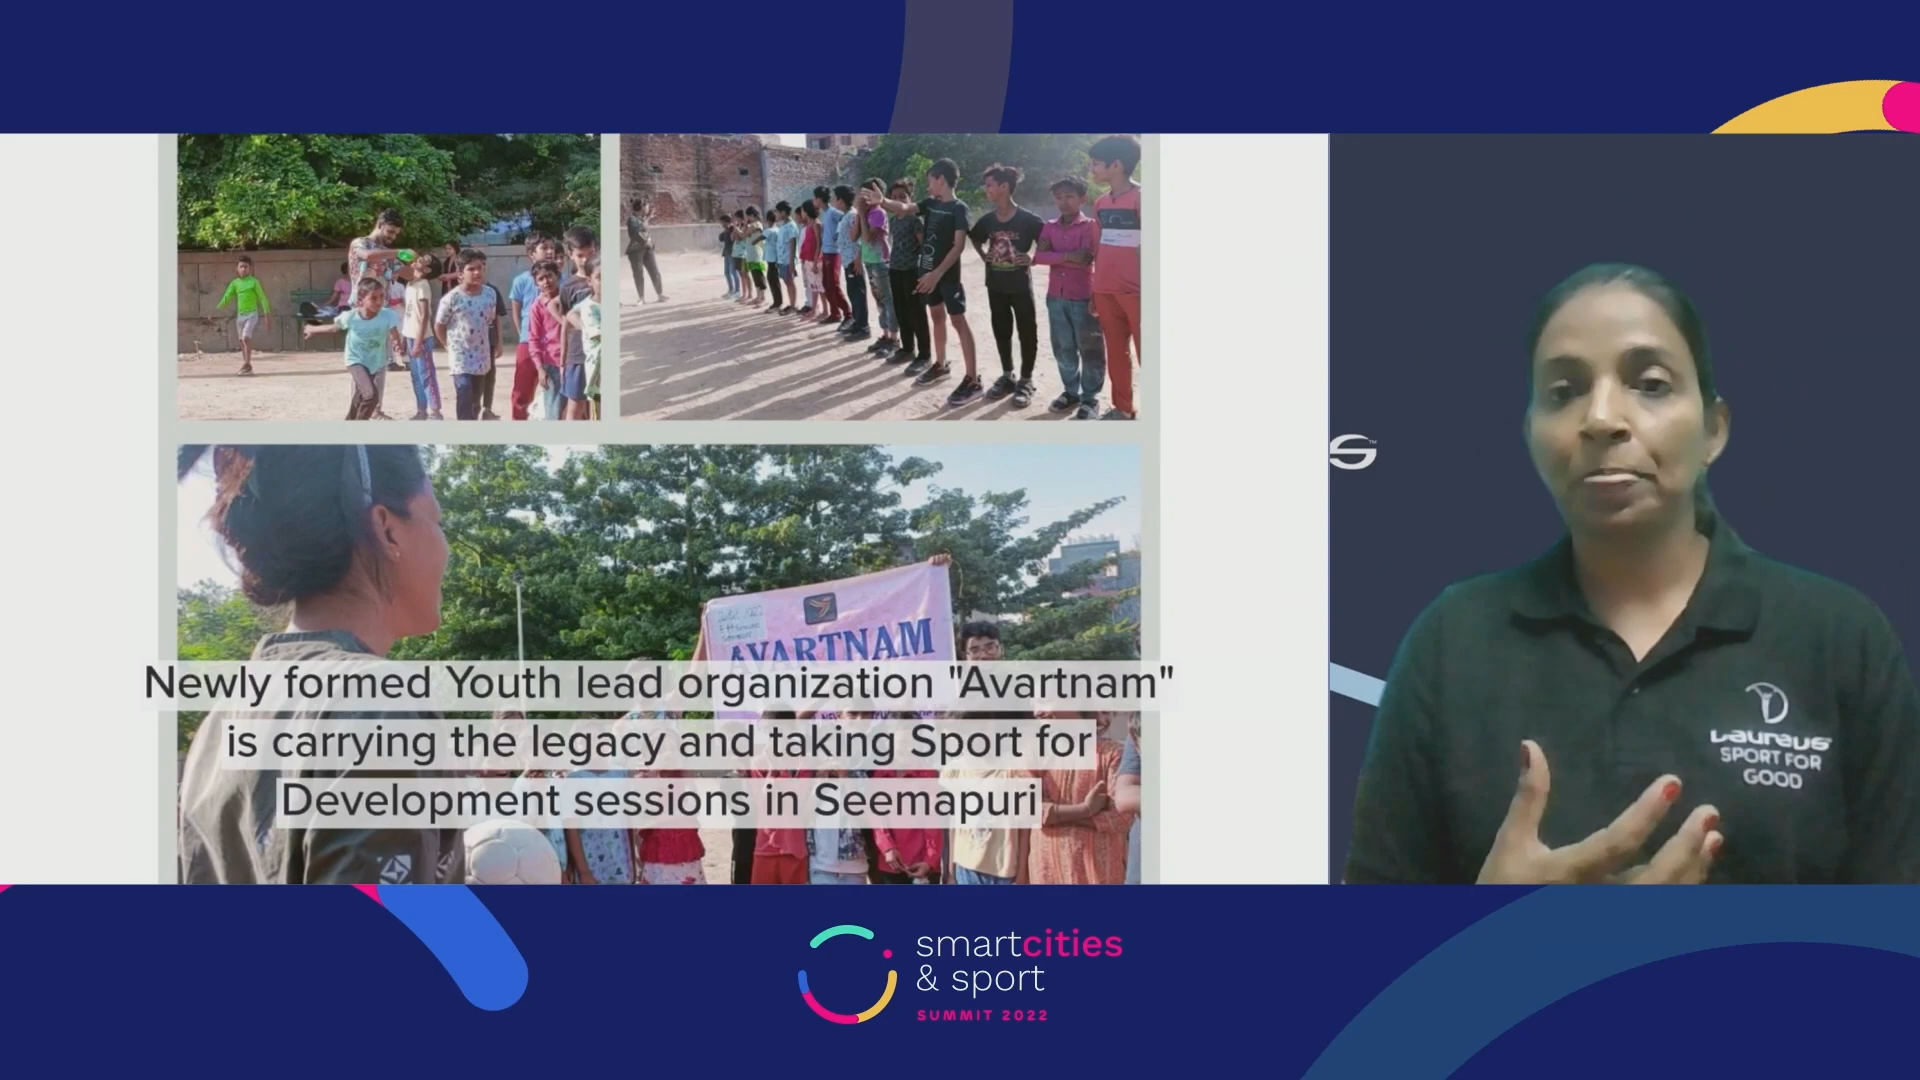 AVARTNAM
Newly formed Youth lead organization "Avartnam"
is carrying the legacy and taking Sport for
Development sessions in Seemapuri
S™
Laureus
SPORT FOR
GOOD
smartcities
& sport
SUMMIT 2022